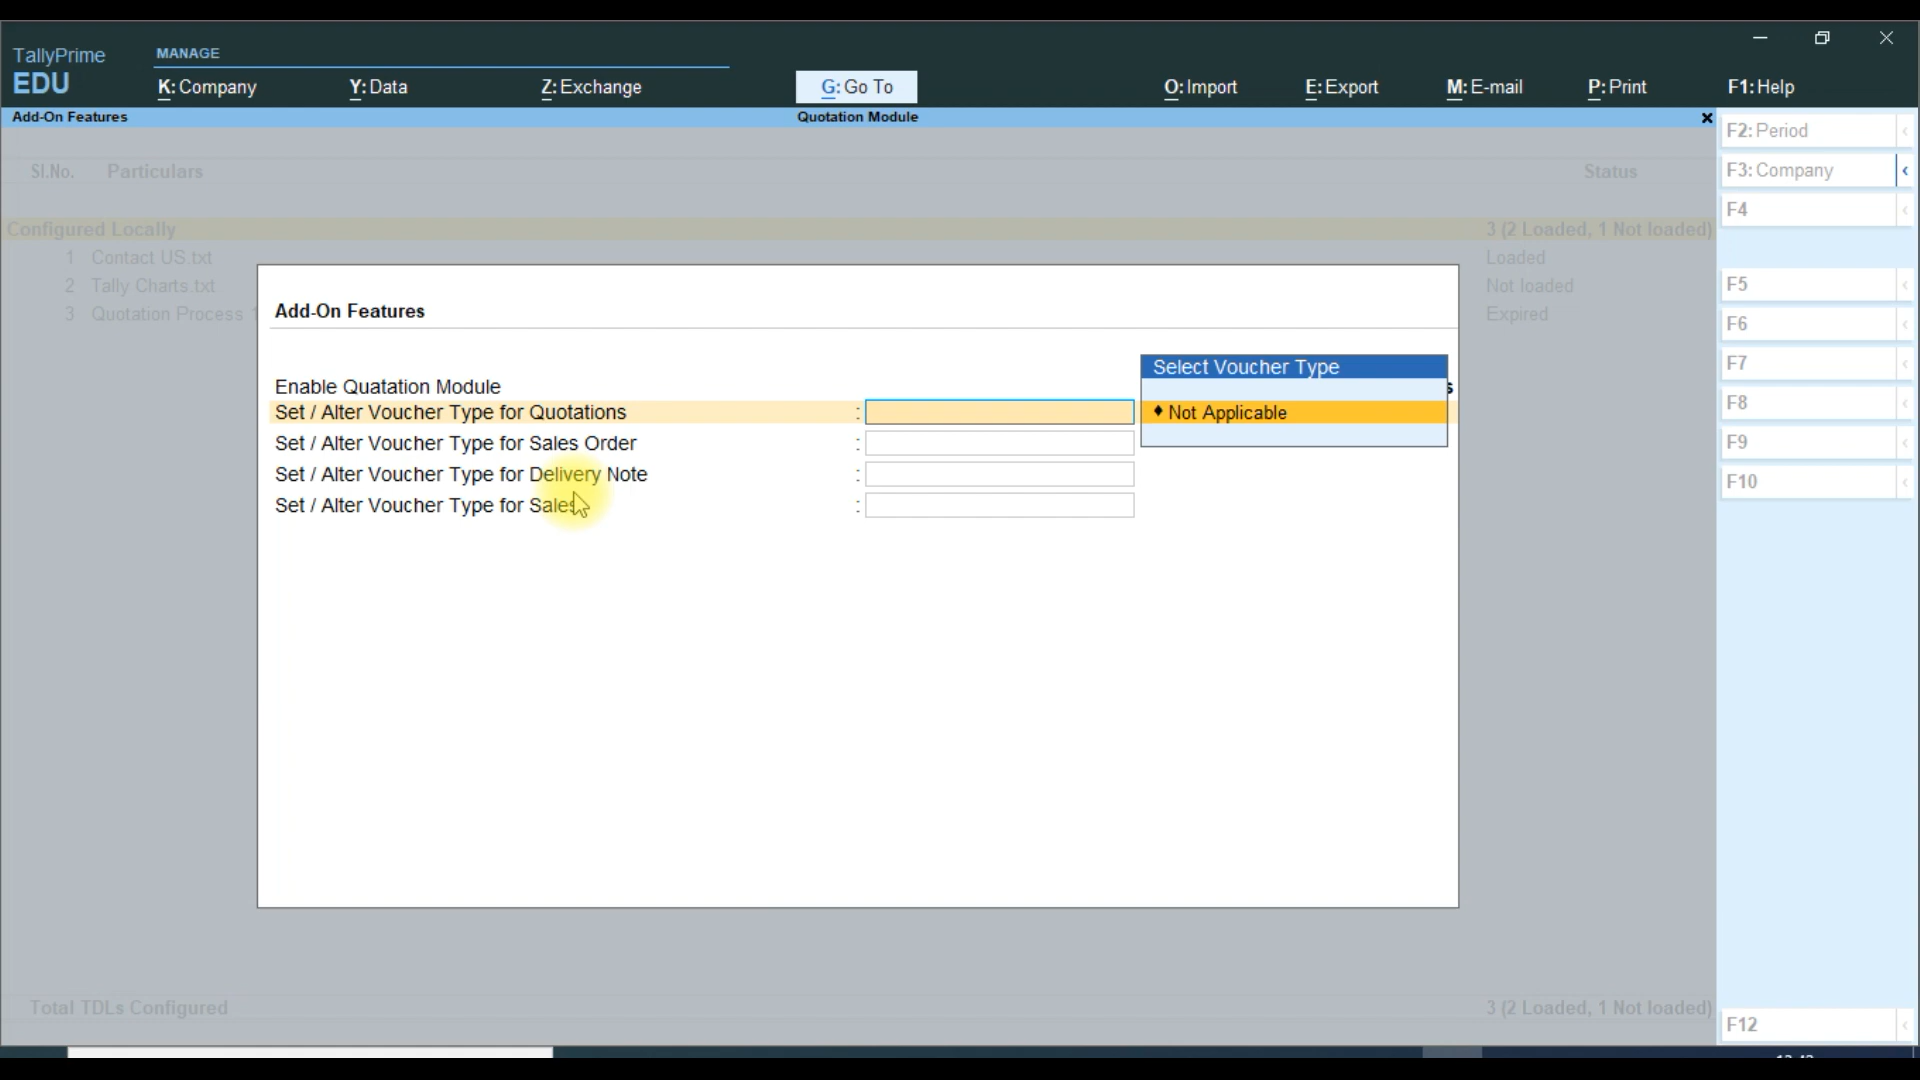 MANAGE
TallyPrime
EDU
K: Company
Y: Data
Z: Exchange
G: Go To
O: Import
E: Export
M: E-mail
P: Print
F1: Help
Add-On Features
Quotation Module
F2: Period
F3: Company
F4
F5
F6
F7
F8
F9
F10
F12
Sl.No. Particulars Status
Configured Locally 3 (2 Loaded, 1 Not loaded)
1 Contact US.txt Loaded
2 Tally Charts.txt Not loaded
3 Quotation Process Expired
Add-On Features
Enable Quatation Module
Set / Alter Voucher Type for Quotations :
Set / Alter Voucher Type for Sales Order :
Set / Alter Voucher Type for Delivery Note :
Set / Alter Voucher Type for Sales :
Select Voucher Type
♦ Not Applicable
Total TDLs Configured 3 (2 Loaded, 1 Not loaded)